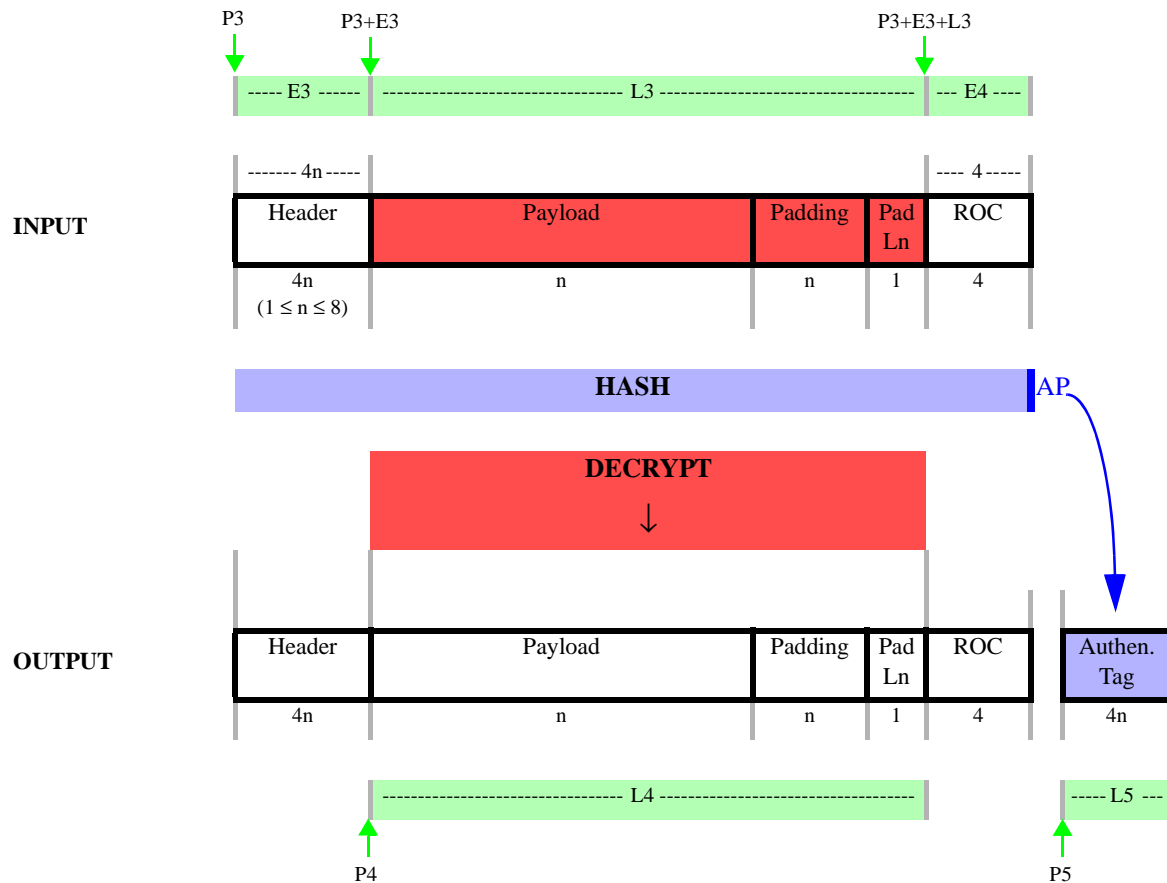 P3 P3+E3 P3+E3+L3
----- E3 ------ ---------------------------------- L3 ------------------------------------ --- E4 ----
------- 4n ----- ---- 4 -----
INPUT
Header Payload Padding Pad Ln ROC
4n n n 1 4
(1 ≤ n ≤ 8)
HASH AP
DECRYPT
↓
OUTPUT
Header Payload Padding Pad Ln ROC Authen. Tag
4n n n 1 4 4n
---------------------------------- L4 ------------------------------------ ----- L5 ---
P4 P5